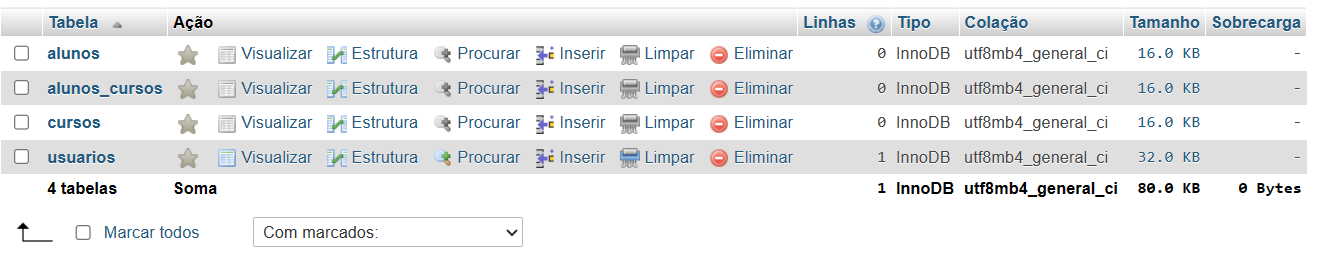 Tabela Ação Linhas Tipo Colação Tamanho Sobrecarga
alunos Visualizar Estrutura Procurar Inserir Limpar Eliminar 0 InnoDB utf8mb4_general_ci 16.0 KB -
alunos_cursos Visualizar Estrutura Procurar Inserir Limpar Eliminar 0 InnoDB utf8mb4_general_ci 16.0 KB -
cursos Visualizar Estrutura Procurar Inserir Limpar Eliminar 0 InnoDB utf8mb4_general_ci 16.0 KB -
usuarios Visualizar Estrutura Procurar Inserir Limpar Eliminar 1 InnoDB utf8mb4_general_ci 32.0 KB -
4 tabelas Soma 1 InnoDB utf8mb4_general_ci 80.0 KB 0 Bytes
Marcar todos Com marcados: